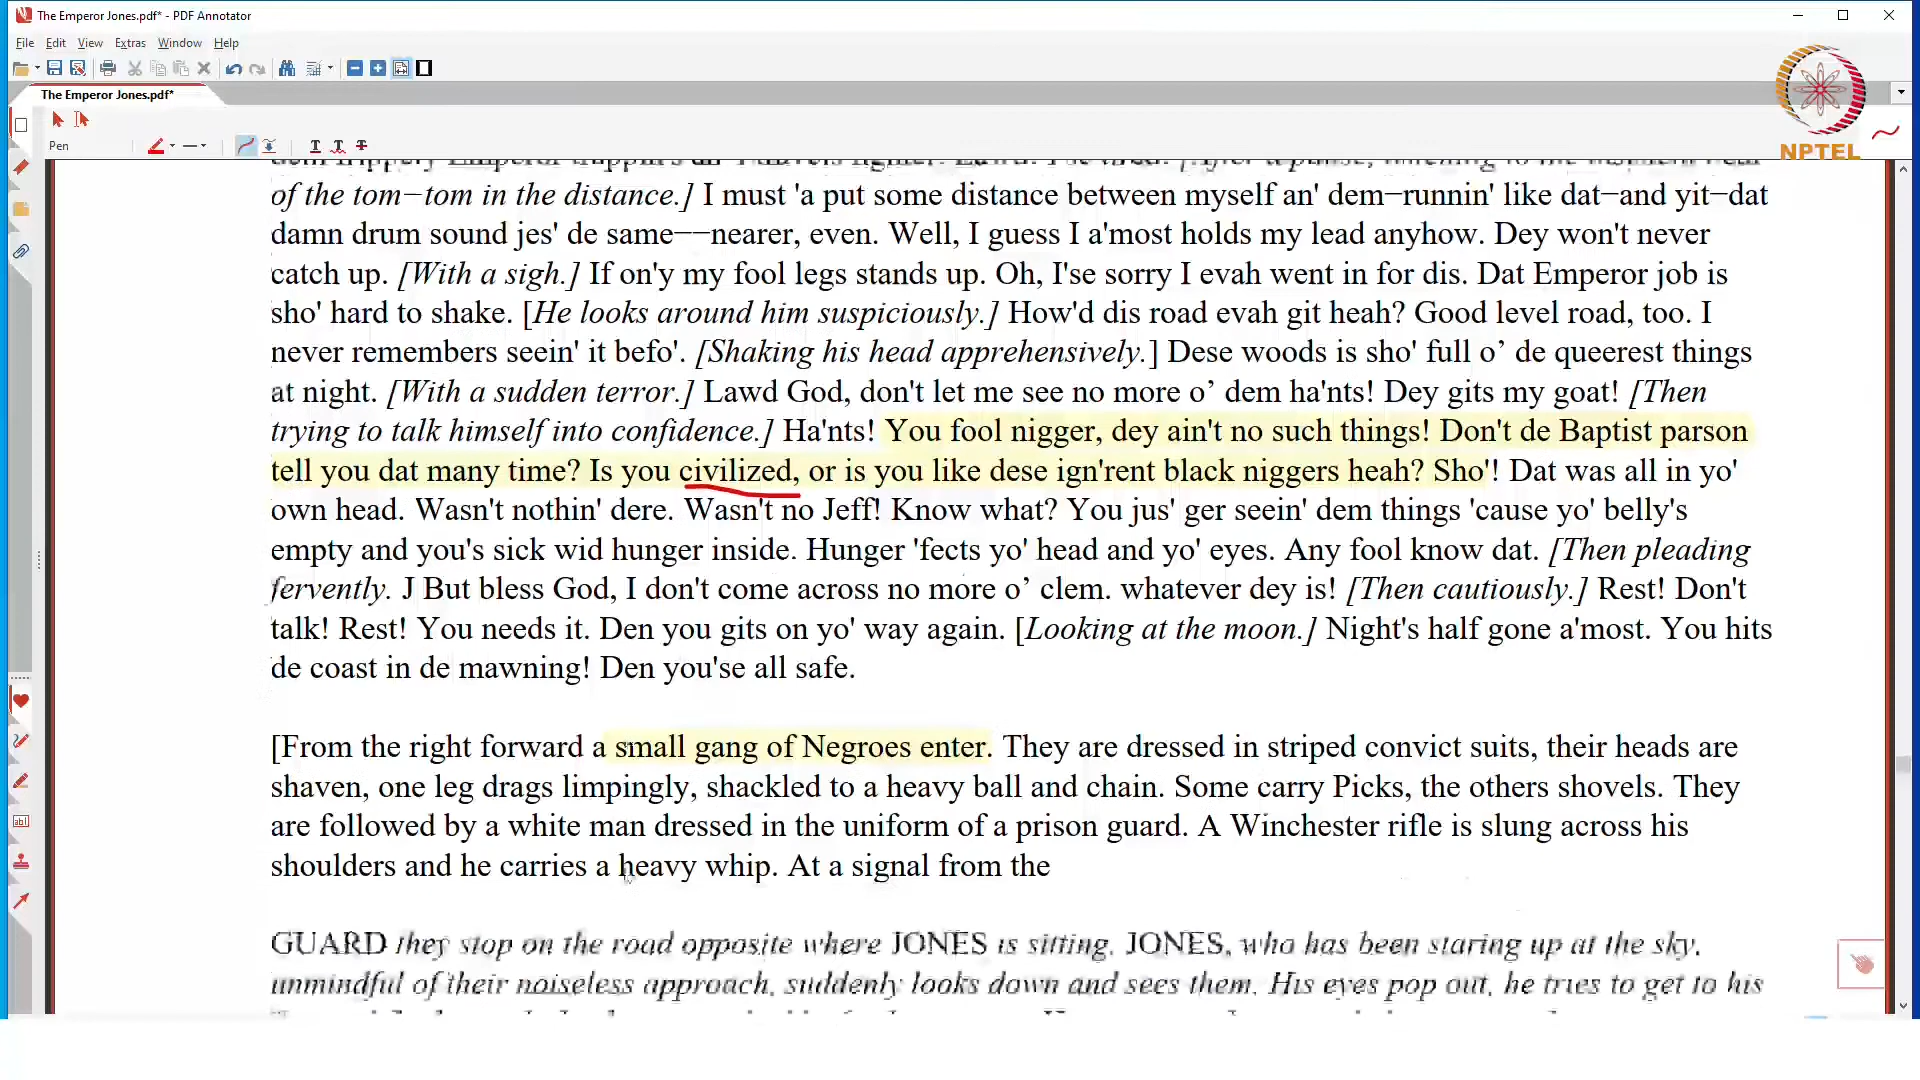 The Emperor Jones.pdf* - PDF Annotator
File Edit View Extras Window Help
The Emperor Jones.pdf*
Pen
NPTEL
of the tom−tom in the distance.] I must 'a put some distance between myself an' dem−runnin' like dat−and yit−dat
damn drum sound jes' de same−−nearer, even. Well, I guess I a'most holds my lead anyhow. Dey won't never
catch up. [With a sigh.] If on'y my fool legs stands up. Oh, I'se sorry I evah went in for dis. Dat Emperor job is
sho' hard to shake. [He looks around him suspiciously.] How'd dis road evah git heah? Good level road, too. I
never remembers seein' it befo'. [Shaking his head apprehensively.] Dese woods is sho' full o’ de queerest things
at night. [With a sudden terror.] Lawd God, don't let me see no more o’ dem ha'nts! Dey gits my goat! [Then
trying to talk himself into confidence.] Ha'nts! You fool nigger, dey ain't no such things! Don't de Baptist parson
tell you dat many time? Is you civilized, or is you like dese ign'rent black niggers heah? Sho'! Dat was all in yo'
own head. Wasn't nothin' dere. Wasn't no Jeff! Know what? You jus' ger seein' dem things 'cause yo' belly's
empty and you's sick wid hunger inside. Hunger 'fects yo' head and yo' eyes. Any fool know dat. [Then pleading
fervently. J But bless God, I don't come across no more o’ clem. whatever dey is! [Then cautiously.] Rest! Don't
talk! Rest! You needs it. Den you gits on yo' way again. [Looking at the moon.] Night's half gone a'most. You hits
de coast in de mawning! Den you'se all safe.
[From the right forward a small gang of Negroes enter. They are dressed in striped convict suits, their heads are
shaven, one leg drags limpingly, shackled to a heavy ball and chain. Some carry Picks, the others shovels. They
are followed by a white man dressed in the uniform of a prison guard. A Winchester rifle is slung across his
shoulders and he carries a heavy whip. At a signal from the
GUARD they stop on the road opposite where JONES is sitting. JONES, who has been staring up at the sky,
unmindful of their noiseless approach, suddenly looks down and sees them. His eyes pop out, he tries to get to his